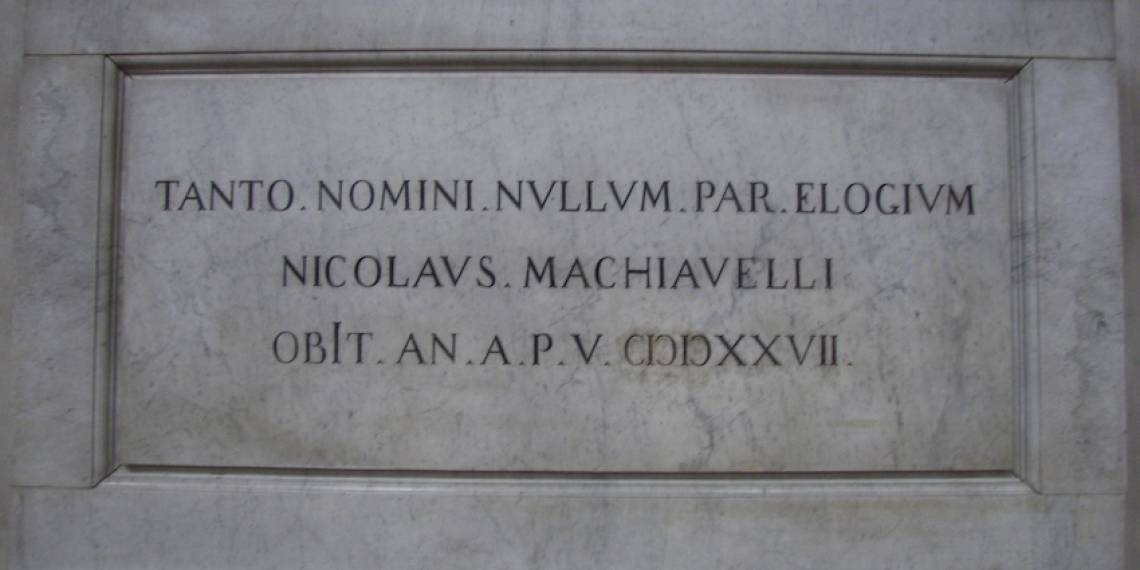 TANTO. NOMINI. NVLLVM. PAR. ELOGIVM
NICOLAVS. MACHIAVELLI
OBIT. AN. A. P. V. CIƆIƆXXVII.